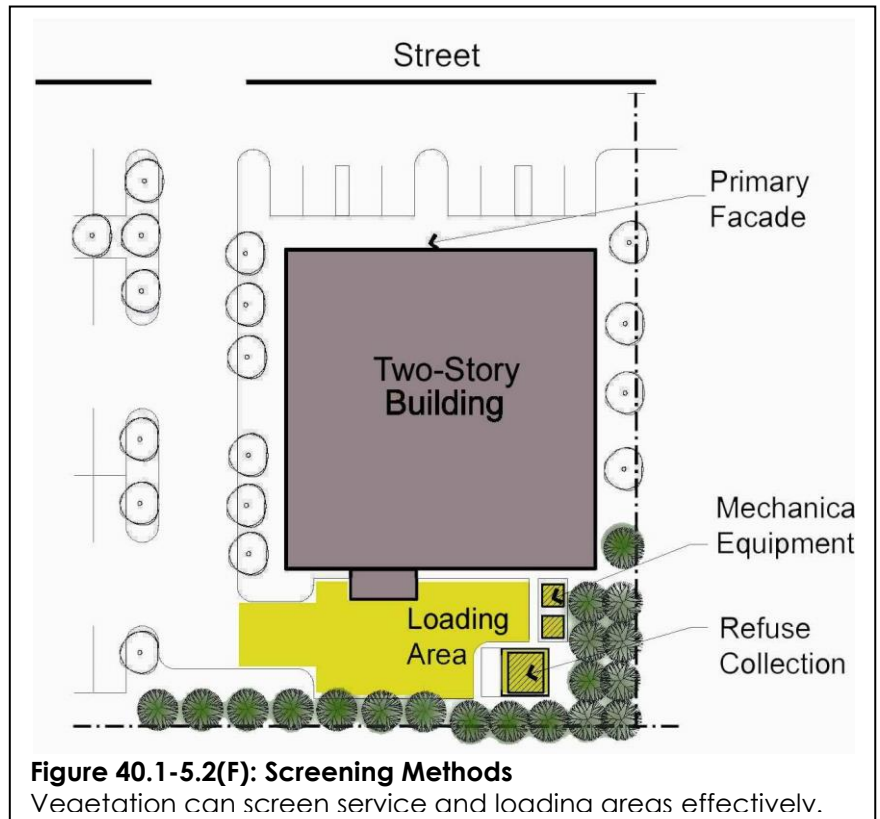 Street
Primary
Facade
Two-Story
Building
Mechanica
Equipment
Loading
Area
Refuse
Collection
Figure 40.1-5.2(F): Screening Methods
Vegetation can screen service and loading areas effectively.